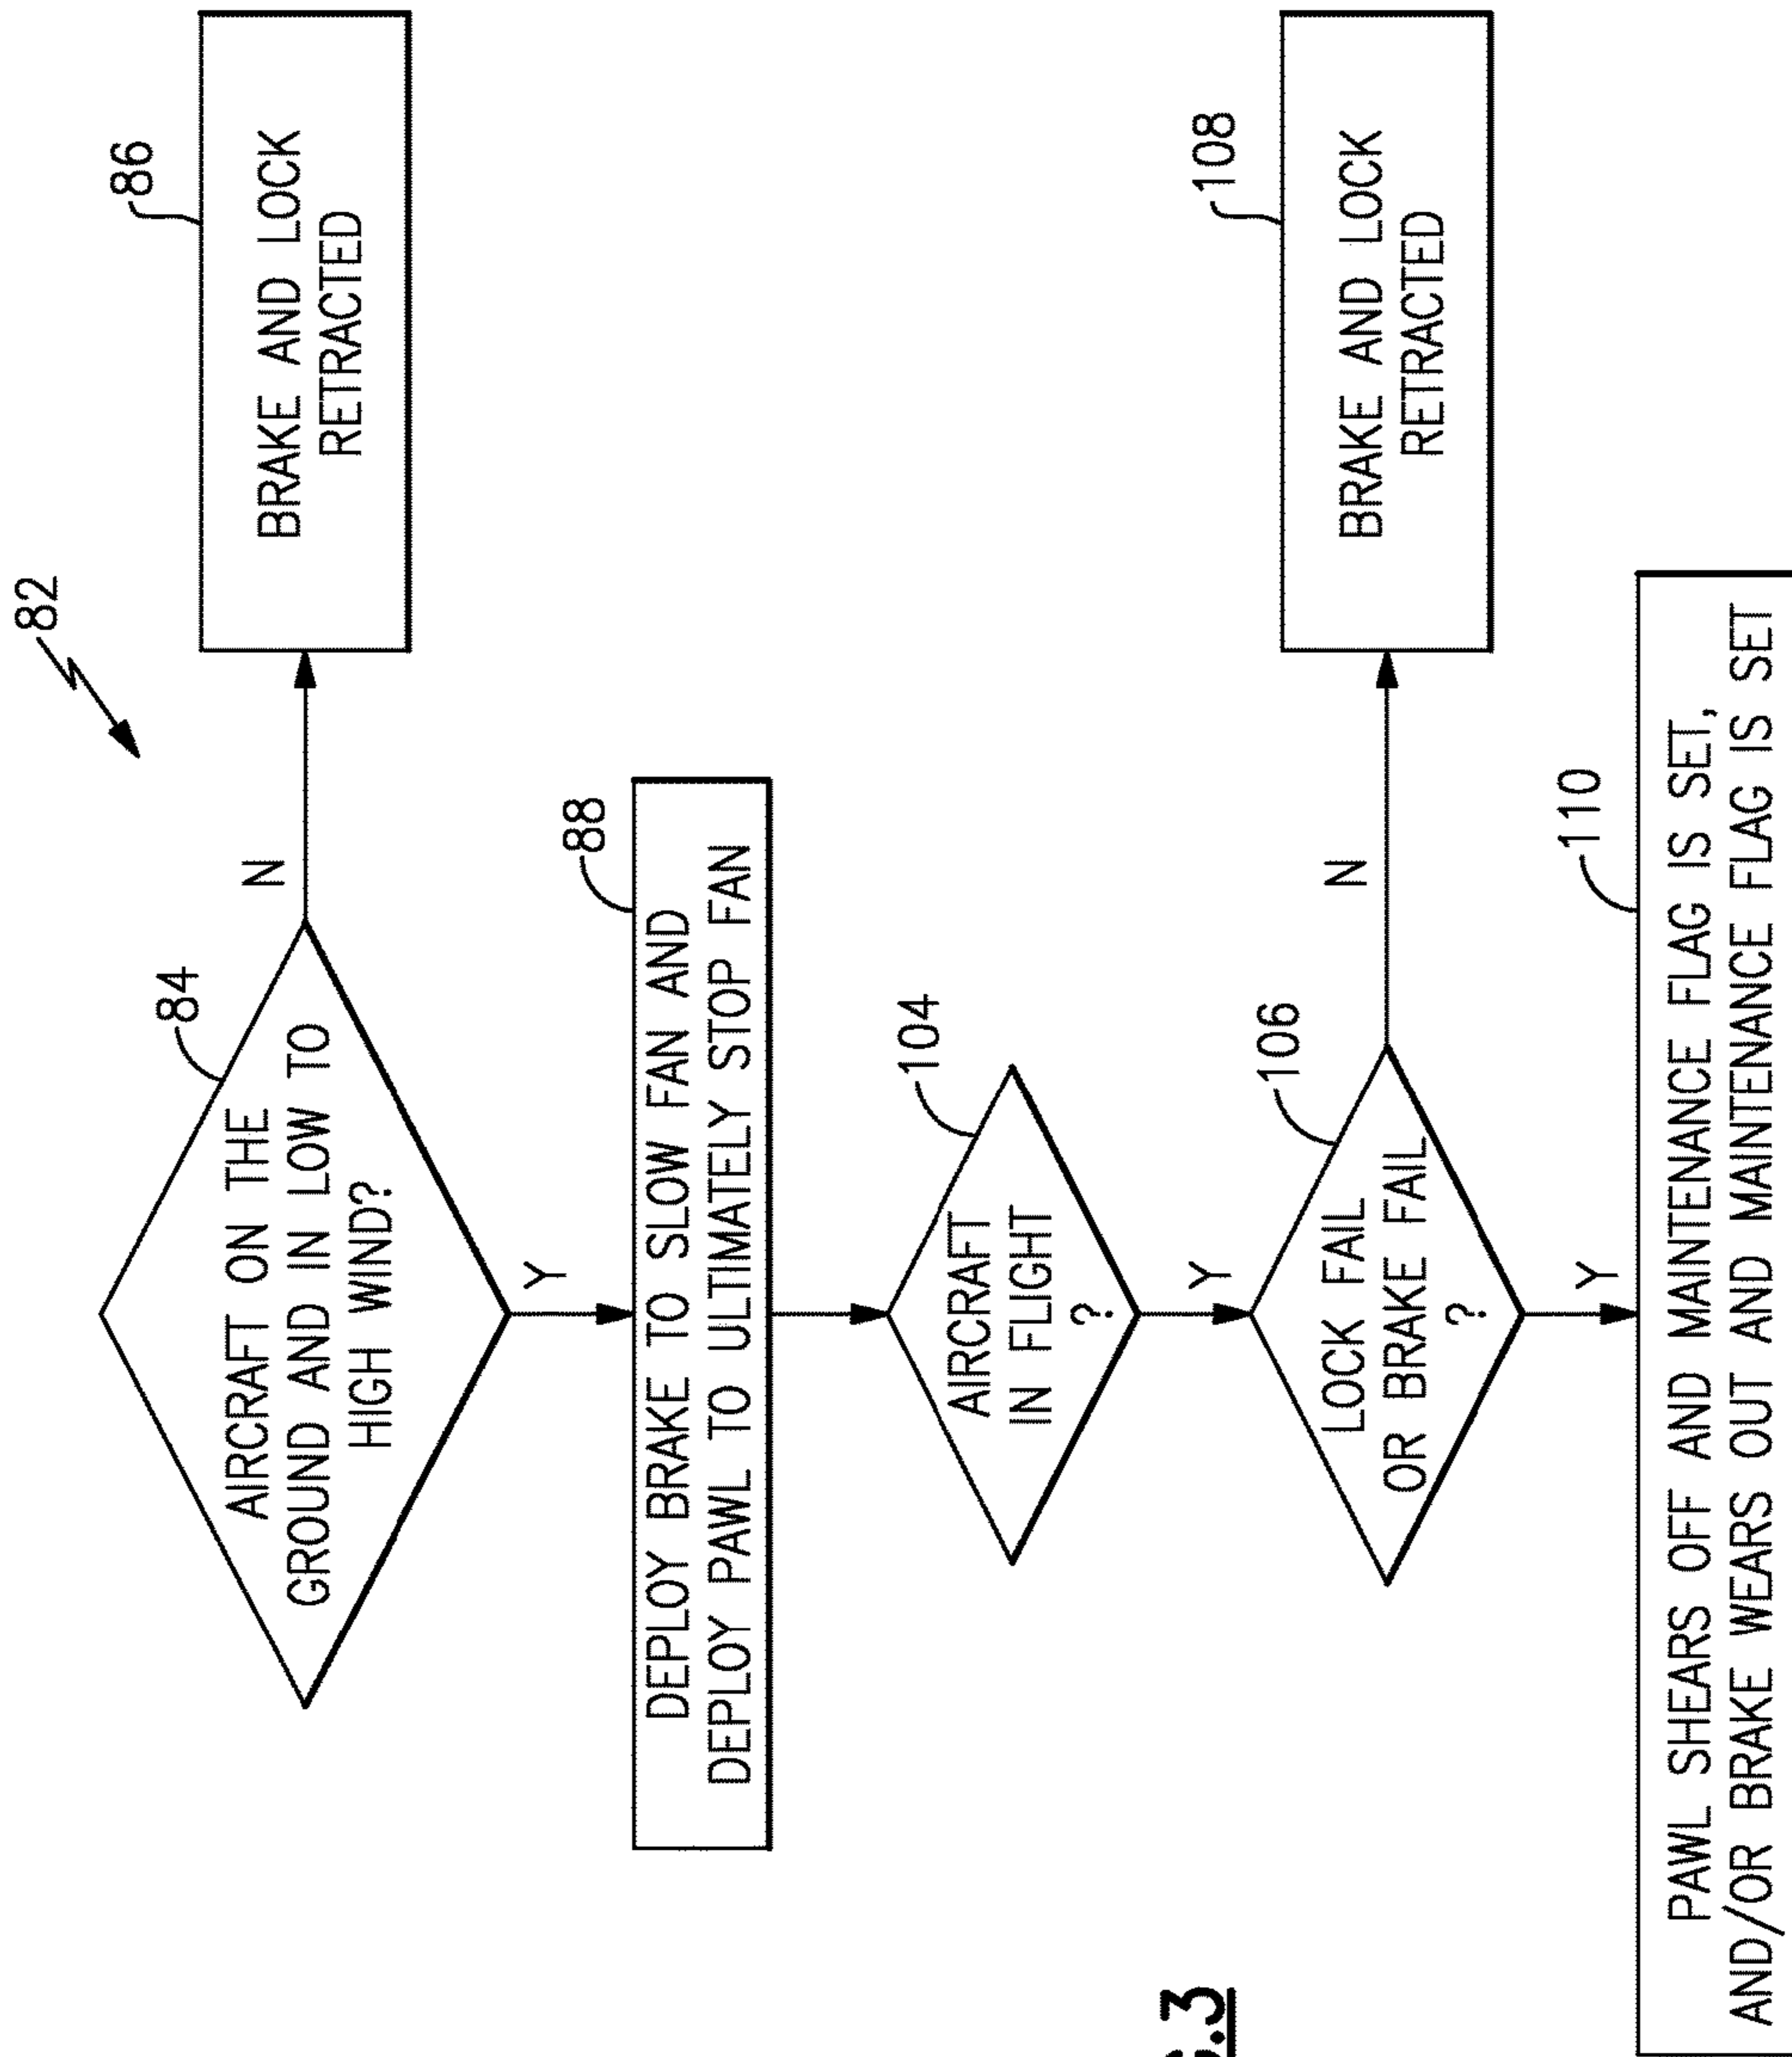 82
84
AIRCRAFT ON THE
GROUND AND IN LOW TO
HIGH WIND?
N
86
BRAKE AND LOCK
RETRACTED
Y
88
DEPLOY BRAKE TO SLOW FAN AND
DEPLOY PAWL TO ULTIMATELY STOP FAN
104
AIRCRAFT
IN FLIGHT
?
Y
106
LOCK FAIL
OR BRAKE FAIL
?
N
108
BRAKE AND LOCK
RETRACTED
Y
110
PAWL SHEARS OFF AND MAINTENANCE FLAG IS SET,
AND/OR BRAKE WEARS OUT AND MAINTENANCE FLAG IS SET
.3